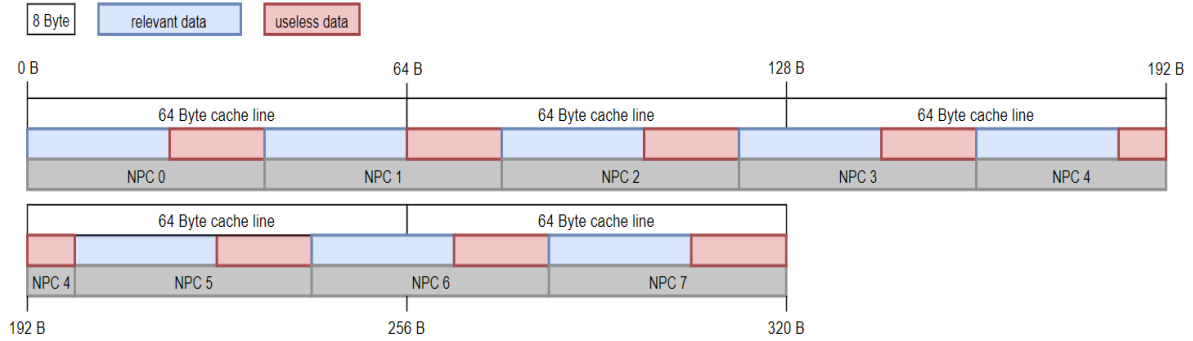 8 Byte relevant data useless data
0 B 64 B 128 B 192 B
64 Byte cache line 64 Byte cache line 64 Byte cache line
NPC 0 NPC 1 NPC 2 NPC 3 NPC 4
64 Byte cache line 64 Byte cache line
NPC 4 NPC 5 NPC 6 NPC 7
192 B 256 B 320 B